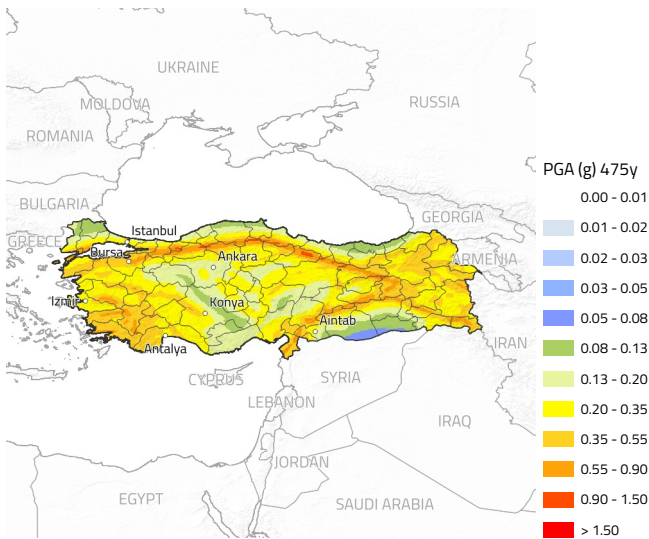 UKRAINE
MOLDOVA
RUSSIA
ROMANIA
PGA (g) 475y
0.00 - 0.01
BULGARIA
GEORGIA
0.01 - 0.02
Istanbul
GREECE
Bursa
Ankara
ARMENIA
0.02 - 0.03
0.03 - 0.05
Izmir
Konya
Aintab
0.05 - 0.08
Antalya
IRAN
0.08 - 0.13
CYPRUS
SYRIA
0.13 - 0.20
LEBANON
0.20 - 0.35
IRAQ
0.35 - 0.55
JORDAN
0.55 - 0.90
EGYPT
SAUDI ARABIA
0.90 - 1.50
> 1.50